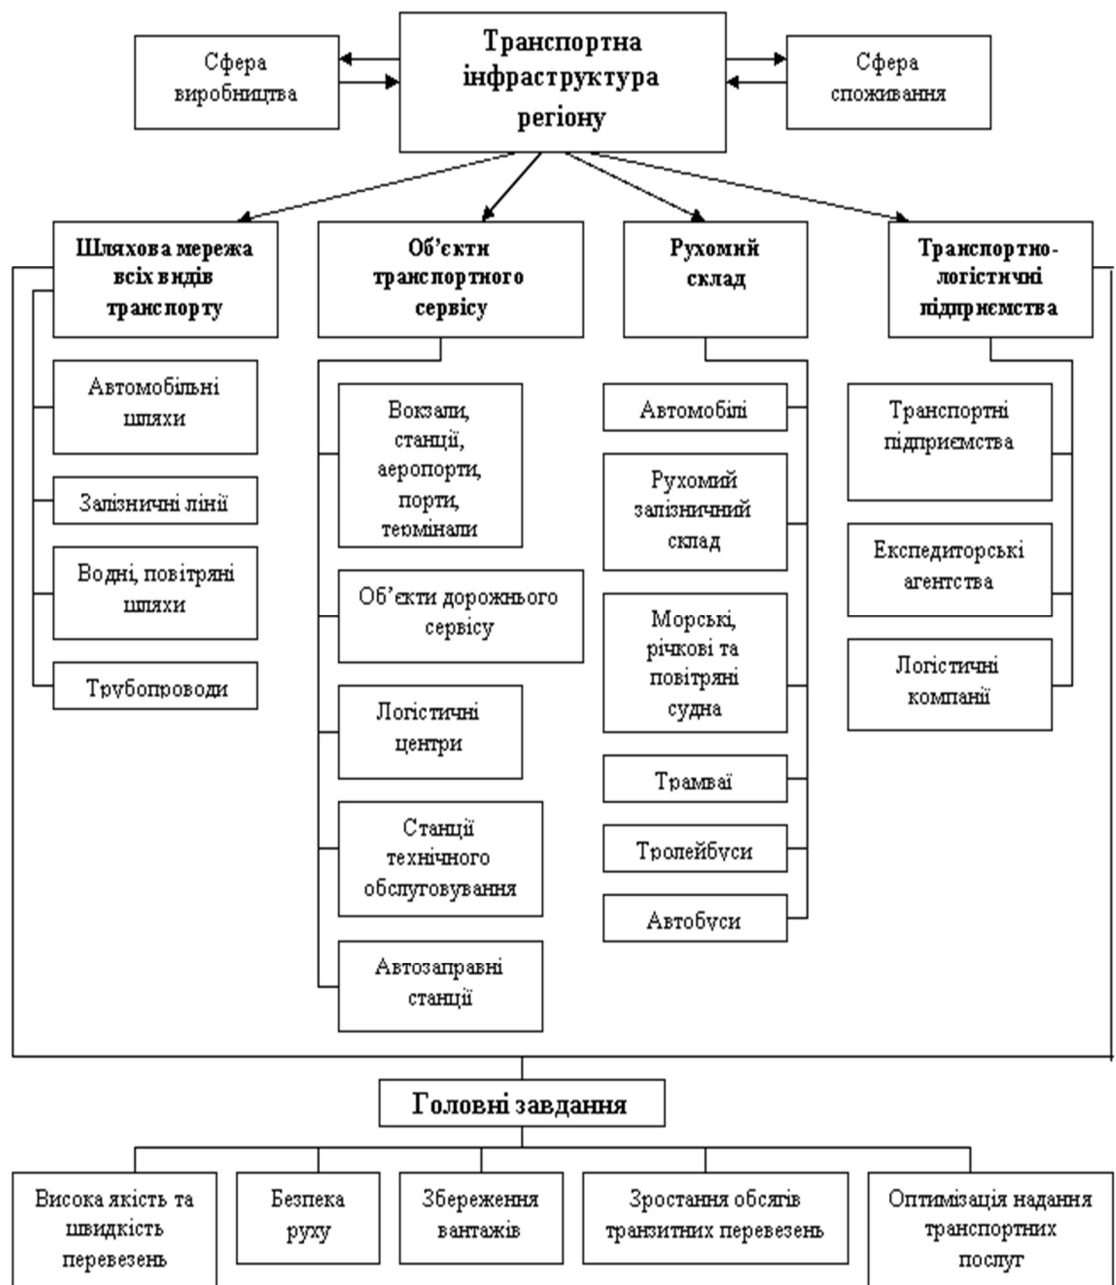 Транспортна
інфраструктура
регіону
Сфера
виробництва
Сфера
споживання
Шляхова мережа
всіх видів
транспорту
Об’єкти
транспортного
сервісу
Рухомий
склад
Транспортно-
логістичні
підприємства
Автомобільні
шляхи
Залізничні лінії
Водні, повітряні
шляхи
Трубопроводи
Вокзали,
станції,
аеропорти,
порти,
термінали
Об’єкти дорожнього
сервісу
Логістичні
центри
Станції
технічного
обслуговування
Автозаправні
станції
Автомобілі
Рухомий
залізничний
склад
Морські,
річкові та
повітряні
судна
Трамваї
Тролейбуси
Автобуси
Транспортні
підприємства
Експедиторські
агентства
Логістичні
компанії
Головні завдання
Висока якість та
швидкість
перевезень
Безпека
руху
Збереження
вантажів
Зростання обсягів
транзитних перевезень
Оптимізація надання
транспортних
послуг